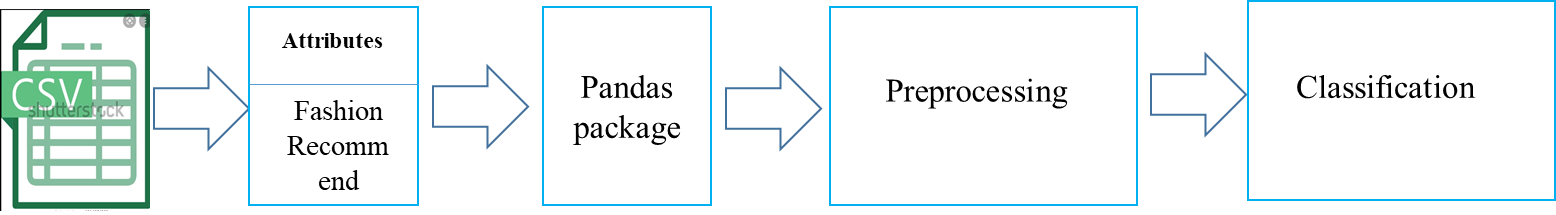 CSV
shutterstock
Attributes
Fashion
Recomm
end
Pandas
package
Preprocessing
Classification